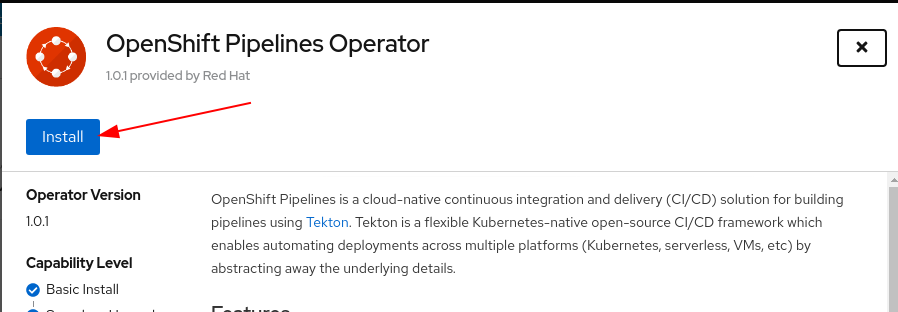 OpenShift Pipelines Operator
1.0.1 provided by Red Hat
Install
Operator Version
1.0.1
Capability Level
Basic Install
OpenShift Pipelines is a cloud-native continuous integration and delivery (CI/CD) solution for building
pipelines using Tekton. Tekton is a flexible Kubernetes-native open-source CI/CD framework which
enables automating deployments across multiple platforms (Kubernetes, serverless, VMs, etc) by
abstracting away the underlying details.
Features